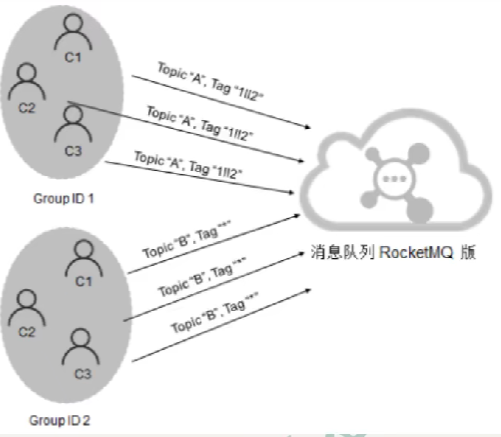 C1
C2
C3
Group ID 1
Topic "A", Tag "1||2"
Topic "A", Tag "1||2"
Topic "A", Tag "1||2"
消息队列 RocketMQ 版
C1
C2
C3
Group ID 2
Topic "B", Tag "*"
Topic "B", Tag "*"
Topic "B", Tag "*"